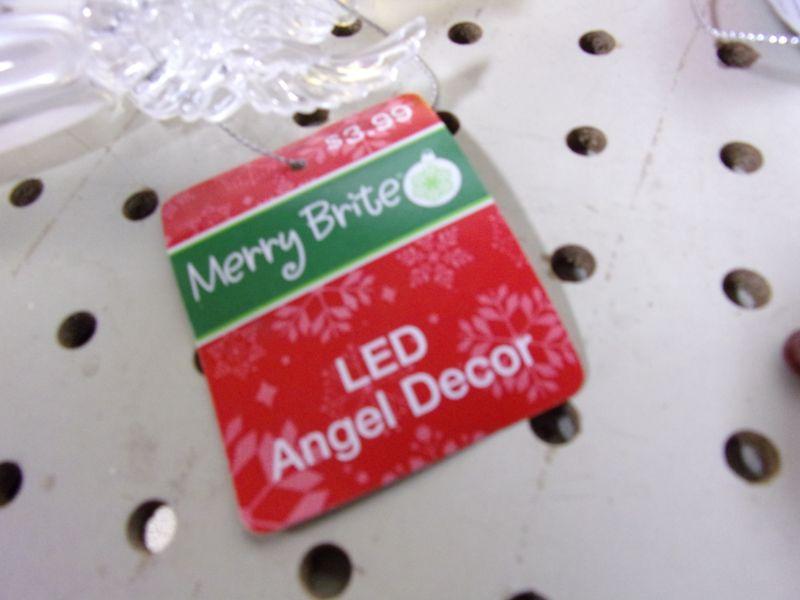 $3.99
Merry Brite
LED
Angel Decor